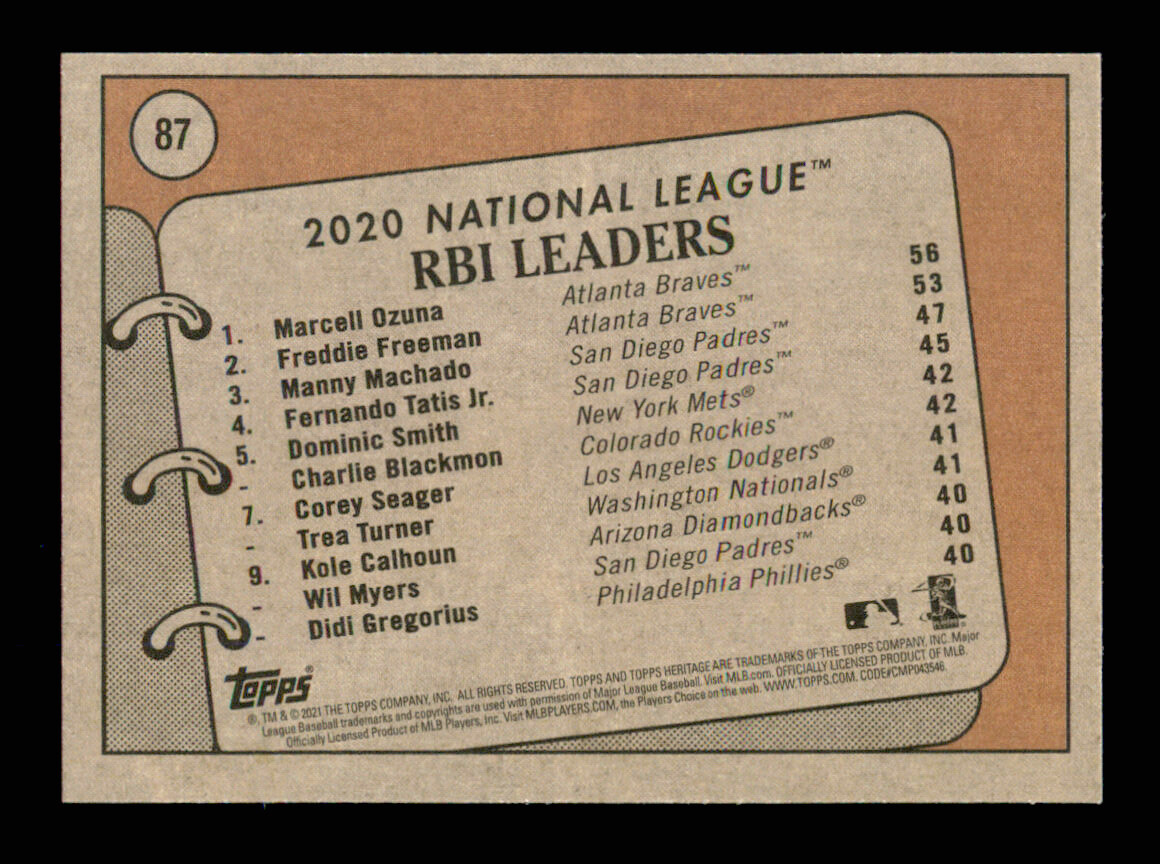 87
2020 NATIONAL LEAGUE™
RBI LEADERS
1. Marcell Ozuna Atlanta Braves™ 56
2. Freddie Freeman Atlanta Braves™ 53
3. Manny Machado San Diego Padres™ 47
4. Fernando Tatis Jr. San Diego Padres™ 45
5. Dominic Smith New York Mets® 42
- Charlie Blackmon Colorado Rockies™ 42
7. Corey Seager Los Angeles Dodgers® 41
- Trea Turner Washington Nationals® 41
9. Kole Calhoun Arizona Diamondbacks® 40
- Wil Myers San Diego Padres™ 40
- Didi Gregorius Philadelphia Phillies® 40
topps®
®, TM & © 2021 THE TOPPS COMPANY, INC. ALL RIGHTS RESERVED. TOPPS AND TOPPS HERITAGE ARE TRADEMARKS OF THE TOPPS COMPANY, INC. Major
League Baseball trademarks and copyrights are used with permission of Major League Baseball. Visit MLB.com. OFFICIALLY LICENSED PRODUCT OF MLB
Officially Licensed Product of MLB Players, Inc. Visit MLBPLAYERS.COM, the Players Choice on the web. WWW.TOPPS.COM. CODE#CMP043546.